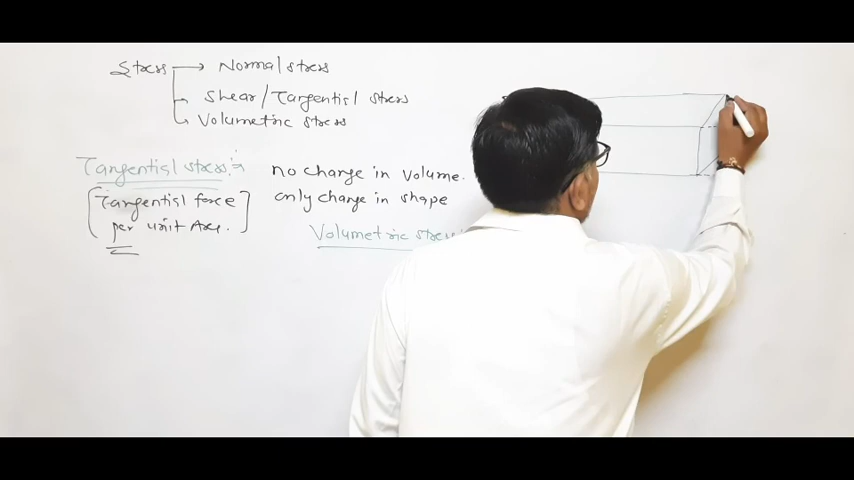 Stress → Normal stress
Shear/Tangential stress
Volumetric stress
Tangential stress:-
no change in volume.
[Tangential force
only change in shape
per unit Area.]
Volumetric stress